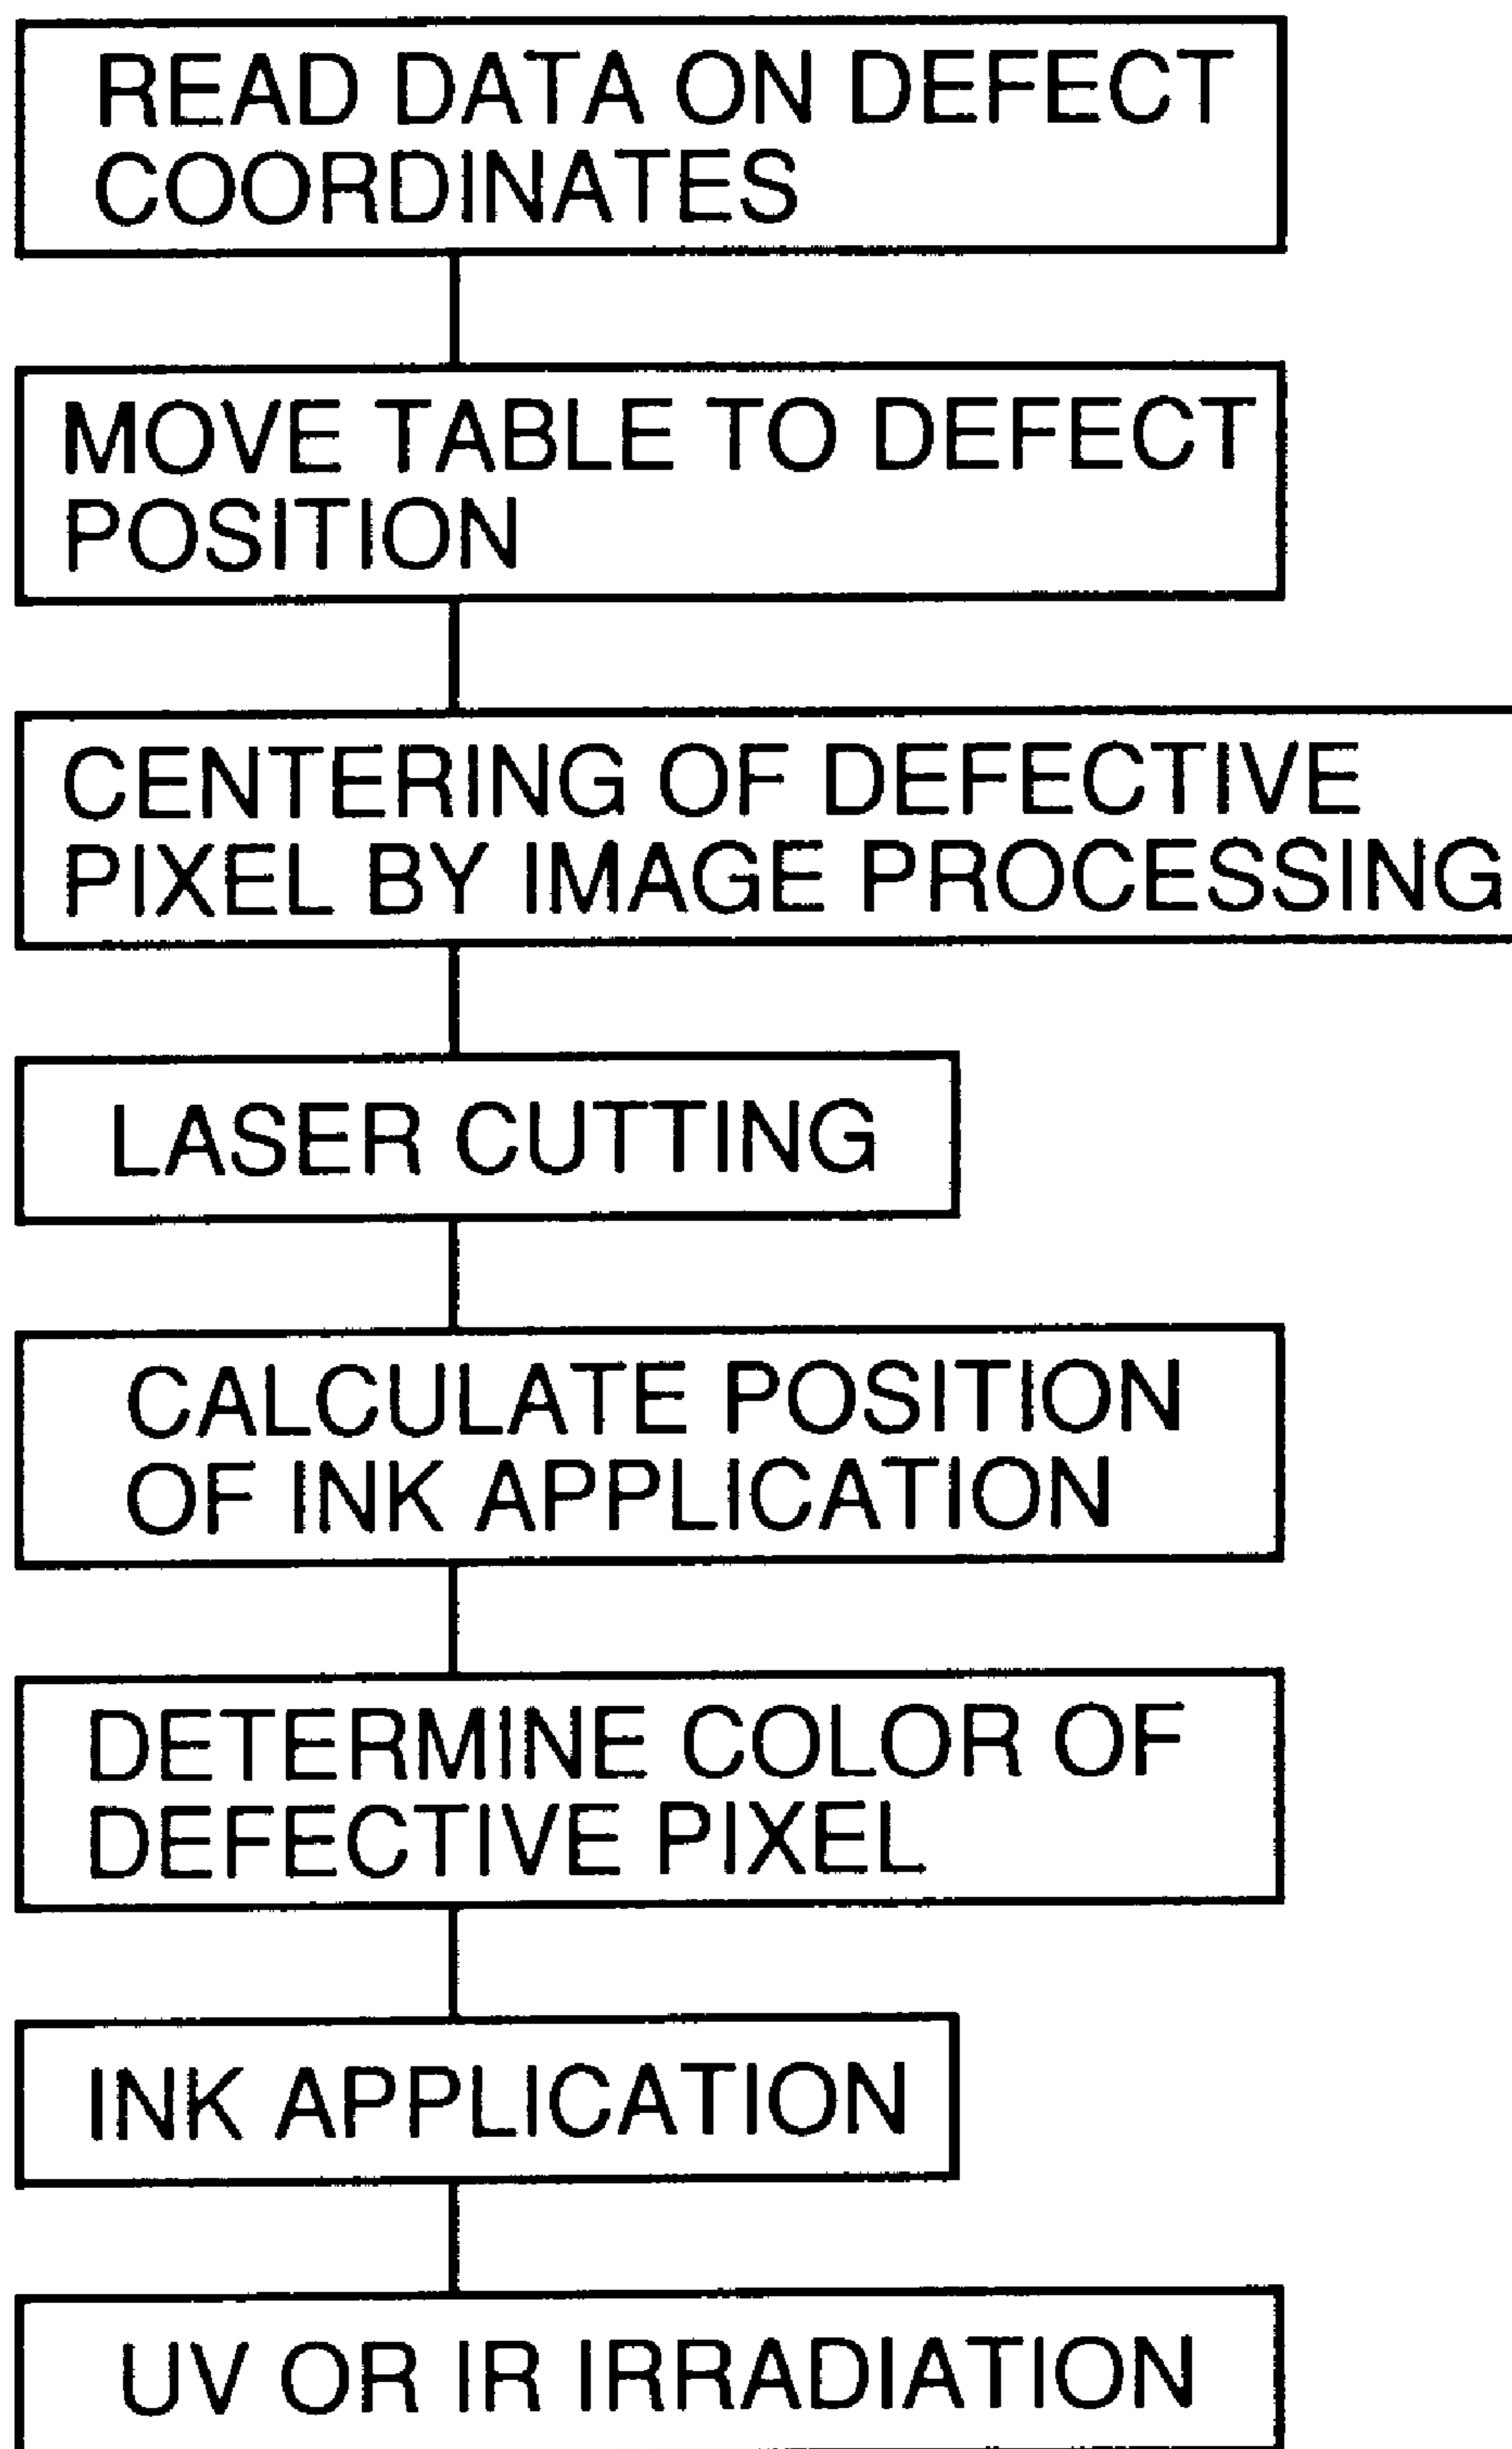 READ DATA ON DEFECT
COORDINATES
MOVE TABLE TO DEFECT
POSITION
CENTERING OF DEFECTIVE
PIXEL BY IMAGE PROCESSING
LASER CUTTING
CALCULATE POSITION
OF INK APPLICATION
DETERMINE COLOR OF
DEFECTIVE PIXEL
INK APPLICATION
UV OR IR IRRADIATION